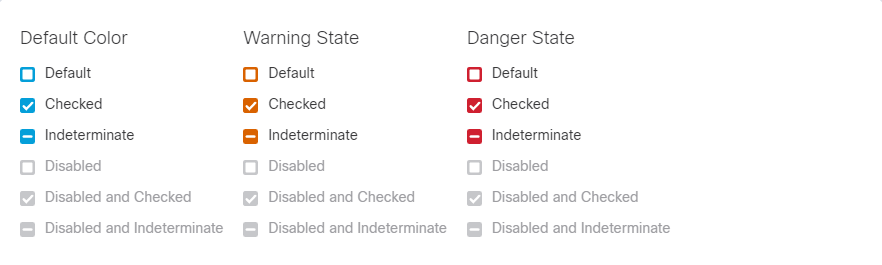 Default Color
Default
Checked
Indeterminate
Disabled
Disabled and Checked
Disabled and Indeterminate
Warning State
Default
Checked
Indeterminate
Disabled
Disabled and Checked
Disabled and Indeterminate
Danger State
Default
Checked
Indeterminate
Disabled
Disabled and Checked
Disabled and Indeterminate